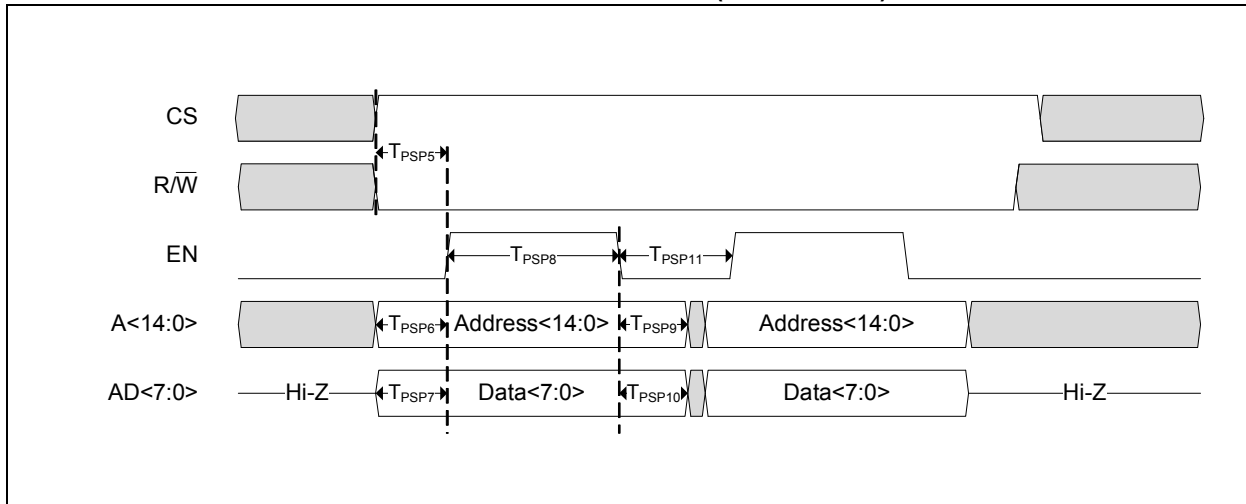 CS
TPSP5
R/W
EN
TPSP8
TPSP11
A<14:0>
TPSP6 Address<14:0> TPSP9 Address<14:0>
AD<7:0>
Hi-Z TPSP7 Data<7:0> TPSP10 Data<7:0> Hi-Z